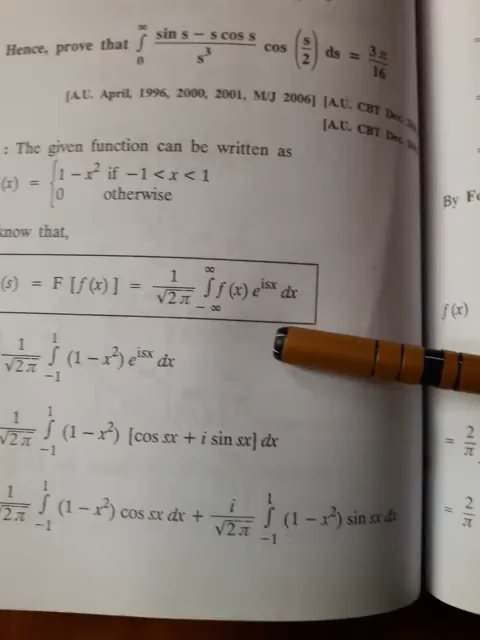 Hence, prove that ∫₀^∞ (sin s − s cos s)/s³ cos (s/2) ds = 3π/16
[A.U. April, 1996, 2000, 2001, M/J 2006] [A.U. CBT Dec.
[A.U. CBT Dec.
: The given function can be written as
(x) = { 1 − x² if −1 < x < 1
0 otherwise
know that,
(s) = F [f(x)] = 1/√2π ∫_{−∞}^{∞} f(x) e^{isx} dx
1/√2π ∫_{−1}^{1} (1 − x²) e^{isx} dx
1/√2π ∫_{−1}^{1} (1 − x²) [cos sx + i sin sx] dx
1/√2π ∫_{−1}^{1} (1 − x²) cos sx dx + i/√2π ∫_{−1}^{1} (1 − x²) sin sx dx
By
f(x)
= 2/π
= 2/π